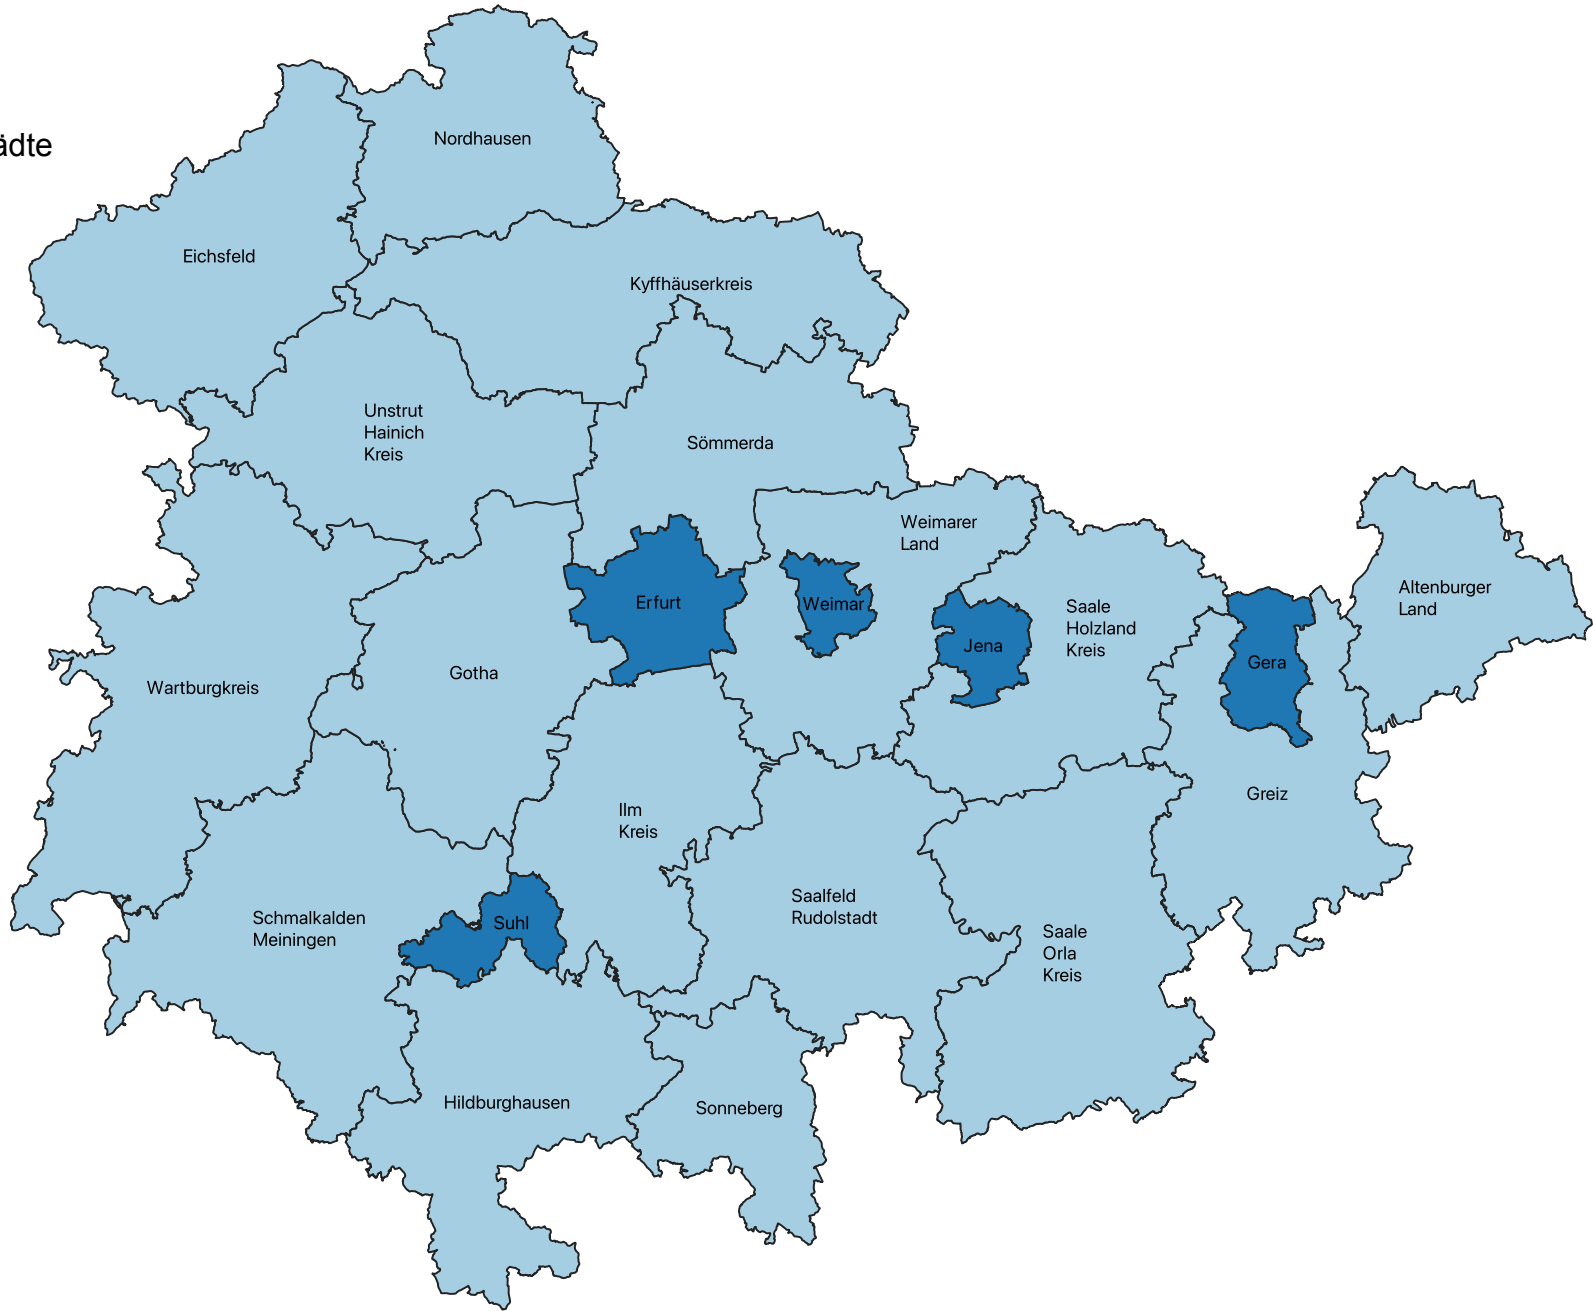 ädte
Nordhausen
Eichsfeld
Kyffhäuserkreis
Unstrut
Hainich
Kreis
Sömmerda
Weimarer
Land
Altenburger
Land
Erfurt
Weimar
Saale
Holzland
Kreis
Jena
Gera
Gotha
Wartburgkreis
Greiz
Ilm
Kreis
Saalfeld
Rudolstadt
Schmalkalden
Meiningen
Suhl
Saale
Orla
Kreis
Hildburghausen
Sonneberg